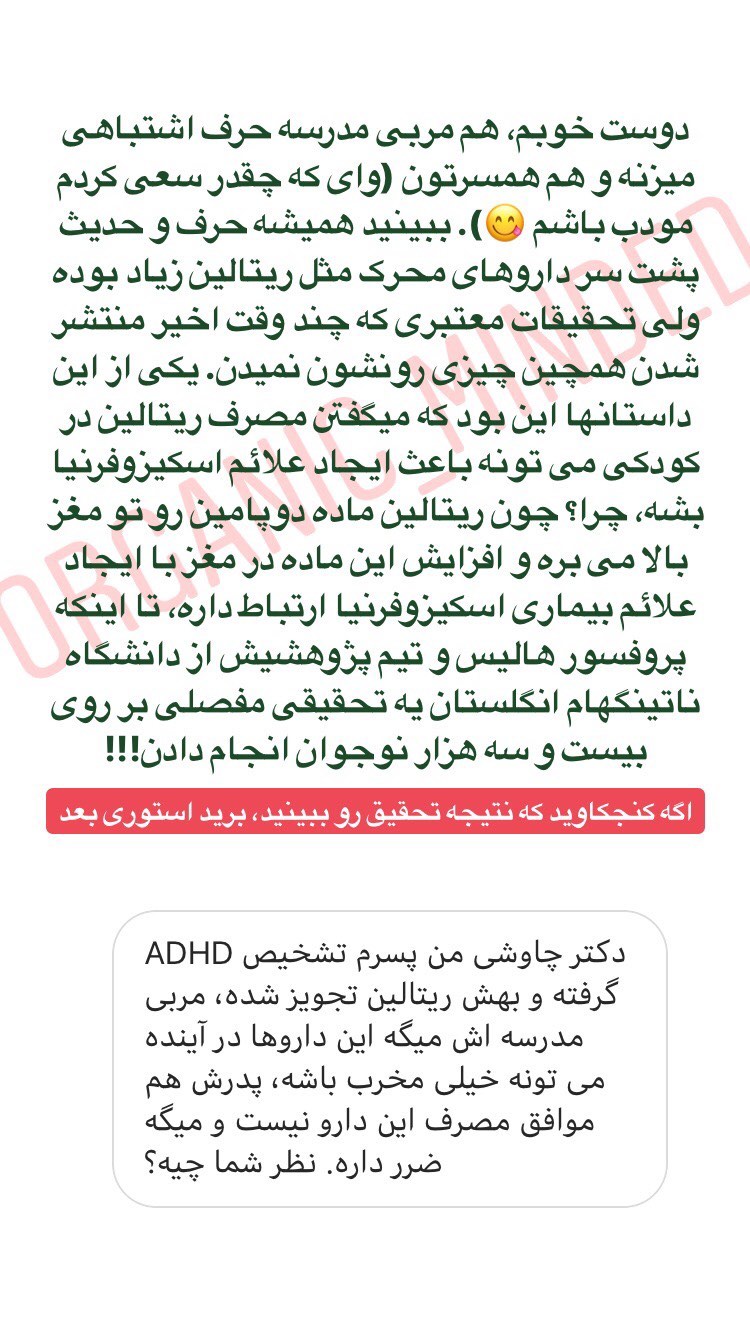 دوست خوبم، هم مربی مدرسه حرف اشتباهی
میزنه و هم همسرتون (وای که چقدر سعی کردم
مودب باشم 😋). ببینید همیشه حرف و حدیث
پشت سر داروهای محرک مثل ریتالین زیاد بوده
ولی تحقیقات معتبری که چند وقت اخیر منتشر
شدن همچین چیزی رو نشون نمیدن. یکی از این
داستانها این بود که میگفتن مصرف ریتالین در
کودکی می تونه باعث ایجاد علائم اسکیزوفرنیا
بشه، چرا؟ چون ریتالین ماده دوپامین رو تو مغز
بالا می بره و افزایش این ماده در مغز با ایجاد
علائم بیماری اسکیزوفرنیا ارتباط داره، تا اینکه
پروفسور هالیس و تیم پژوهشیش از دانشگاه
ناتینگهام انگلستان یه تحقیقی مفصلی بر روی
بیست و سه هزار نوجوان انجام دادن!!!
ORGANIC_MINDED
اگه کنجکاوید که نتیجه تحقیق رو ببینید، برید استوری بعد
دکتر چاوشی من پسرم تشخیص ADHD
گرفته و بهش ریتالین تجویز شده، مربی
مدرسه اش میگه این داروها در آینده
می تونه خیلی مخرب باشه، پدرش هم
موافق مصرف این دارو نیست و میگه
ضرر داره. نظر شما چیه؟